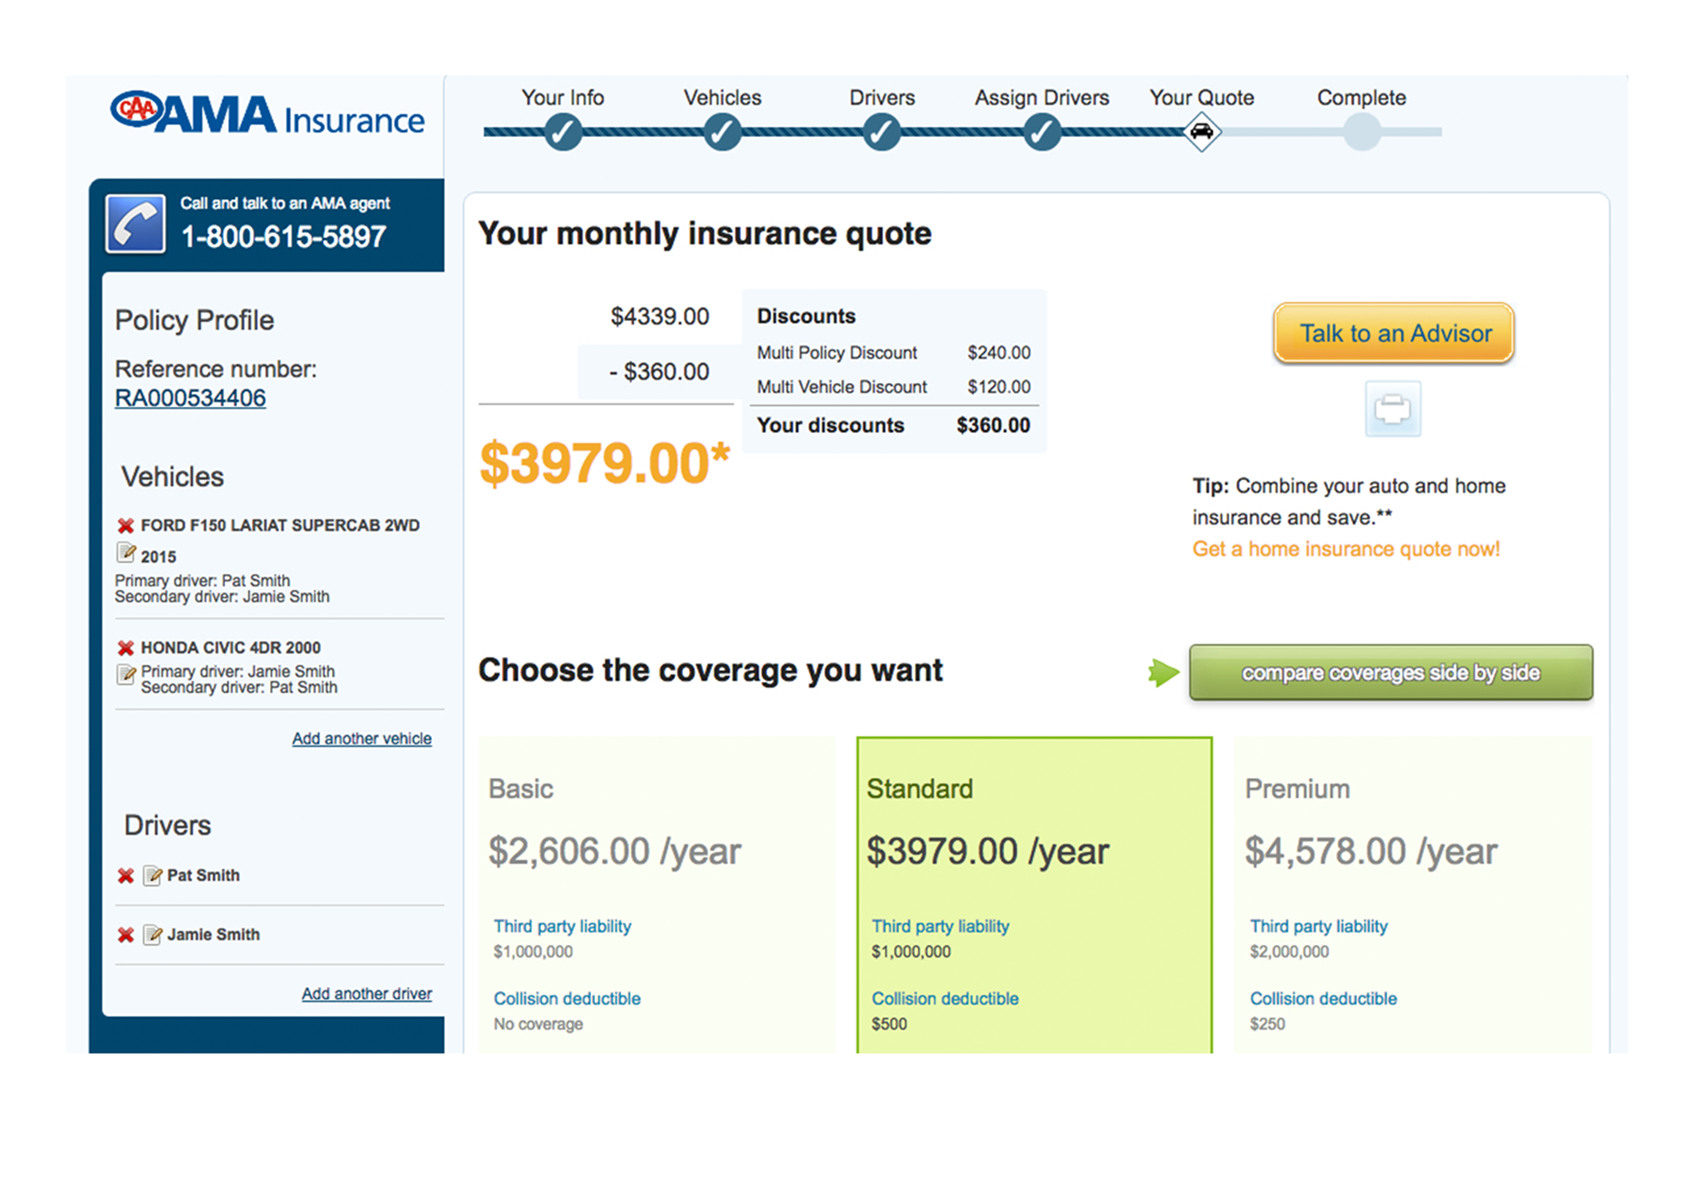 CAA AMA Insurance
Your Info
Vehicles
Drivers
Assign Drivers
Your Quote
Complete
Call and talk to an AMA agent
1-800-615-5897
Policy Profile
Reference number:
RA000534406
Vehicles
FORD F150 LARIAT SUPERCAB 2WD
2015
Primary driver: Pat Smith
Secondary driver: Jamie Smith
HONDA CIVIC 4DR 2000
Primary driver: Jamie Smith
Secondary driver: Pat Smith
Add another vehicle
Drivers
Pat Smith
Jamie Smith
Add another driver
Your monthly insurance quote
$4339.00
- $360.00
$3979.00*
Discounts
Multi Policy Discount $240.00
Multi Vehicle Discount $120.00
Your discounts $360.00
Talk to an Advisor
Tip: Combine your auto and home
insurance and save.**
Get a home insurance quote now!
Choose the coverage you want
compare coverages side by side
Basic
$2,606.00 /year
Third party liability
$1,000,000
Collision deductible
No coverage
Standard
$3979.00 /year
Third party liability
$1,000,000
Collision deductible
$500
Premium
$4,578.00 /year
Third party liability
$2,000,000
Collision deductible
$250